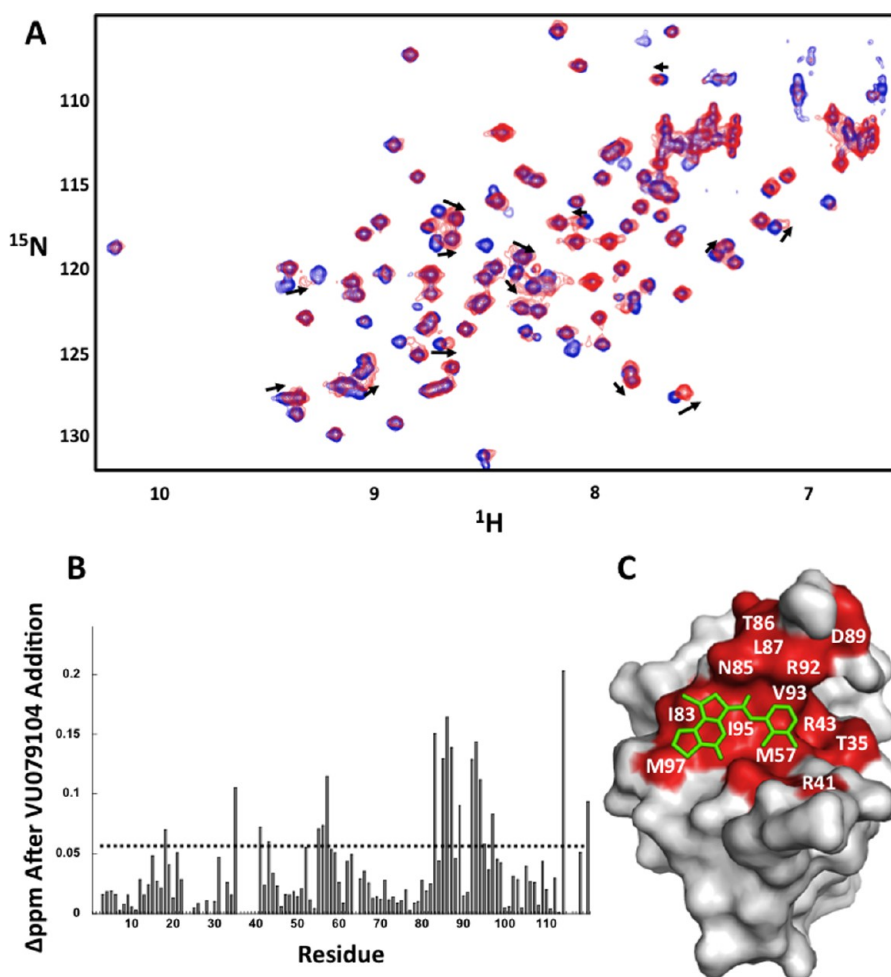 A
110
115
15N
120
125
130
10
9
8
7
1H
B
C
Δppm After VU079104 Addition
0.2
0.15
0.1
0.05
0
10 20 30 40 50 60 70 80 90 100 110
Residue
T86
D89
L87
N85 R92
V93
I83
I95
R43
T35
M57
M97
R41